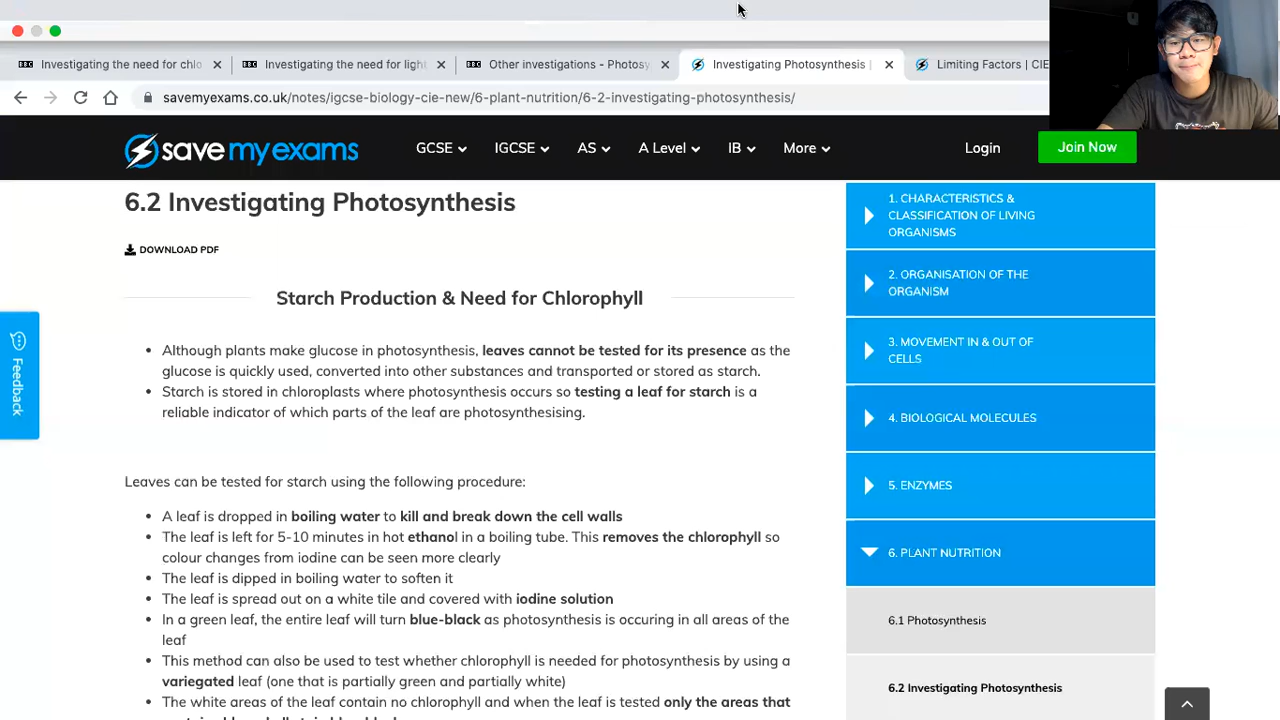 Investigating the need for chlo
Investigating the need for light
Other investigations - Photosy
Investigating Photosynthesis |
Limiting Factors | CIE
savemyexams.co.uk/notes/igcse-biology-cie-new/6-plant-nutrition/6-2-investigating-photosynthesis/
save my exams
GCSE
IGCSE
AS
A Level
IB
More
Login
Join Now
6.2 Investigating Photosynthesis
DOWNLOAD PDF
Starch Production & Need for Chlorophyll
• Although plants make glucose in photosynthesis, leaves cannot be tested for its presence as the
glucose is quickly used, converted into other substances and transported or stored as starch.
• Starch is stored in chloroplasts where photosynthesis occurs so testing a leaf for starch is a
reliable indicator of which parts of the leaf are photosynthesising.
Leaves can be tested for starch using the following procedure:
• A leaf is dropped in boiling water to kill and break down the cell walls
• The leaf is left for 5-10 minutes in hot ethanol in a boiling tube. This removes the chlorophyll so
colour changes from iodine can be seen more clearly
• The leaf is dipped in boiling water to soften it
• The leaf is spread out on a white tile and covered with iodine solution
• In a green leaf, the entire leaf will turn blue-black as photosynthesis is occuring in all areas of the
leaf
• This method can also be used to test whether chlorophyll is needed for photosynthesis by using a
variegated leaf (one that is partially green and partially white)
• The white areas of the leaf contain no chlorophyll and when the leaf is tested only the areas that
Feedback
1. CHARACTERISTICS &
CLASSIFICATION OF LIVING
ORGANISMS
2. ORGANISATION OF THE
ORGANISM
3. MOVEMENT IN & OUT OF
CELLS
4. BIOLOGICAL MOLECULES
5. ENZYMES
6. PLANT NUTRITION
6.1 Photosynthesis
6.2 Investigating Photosynthesis